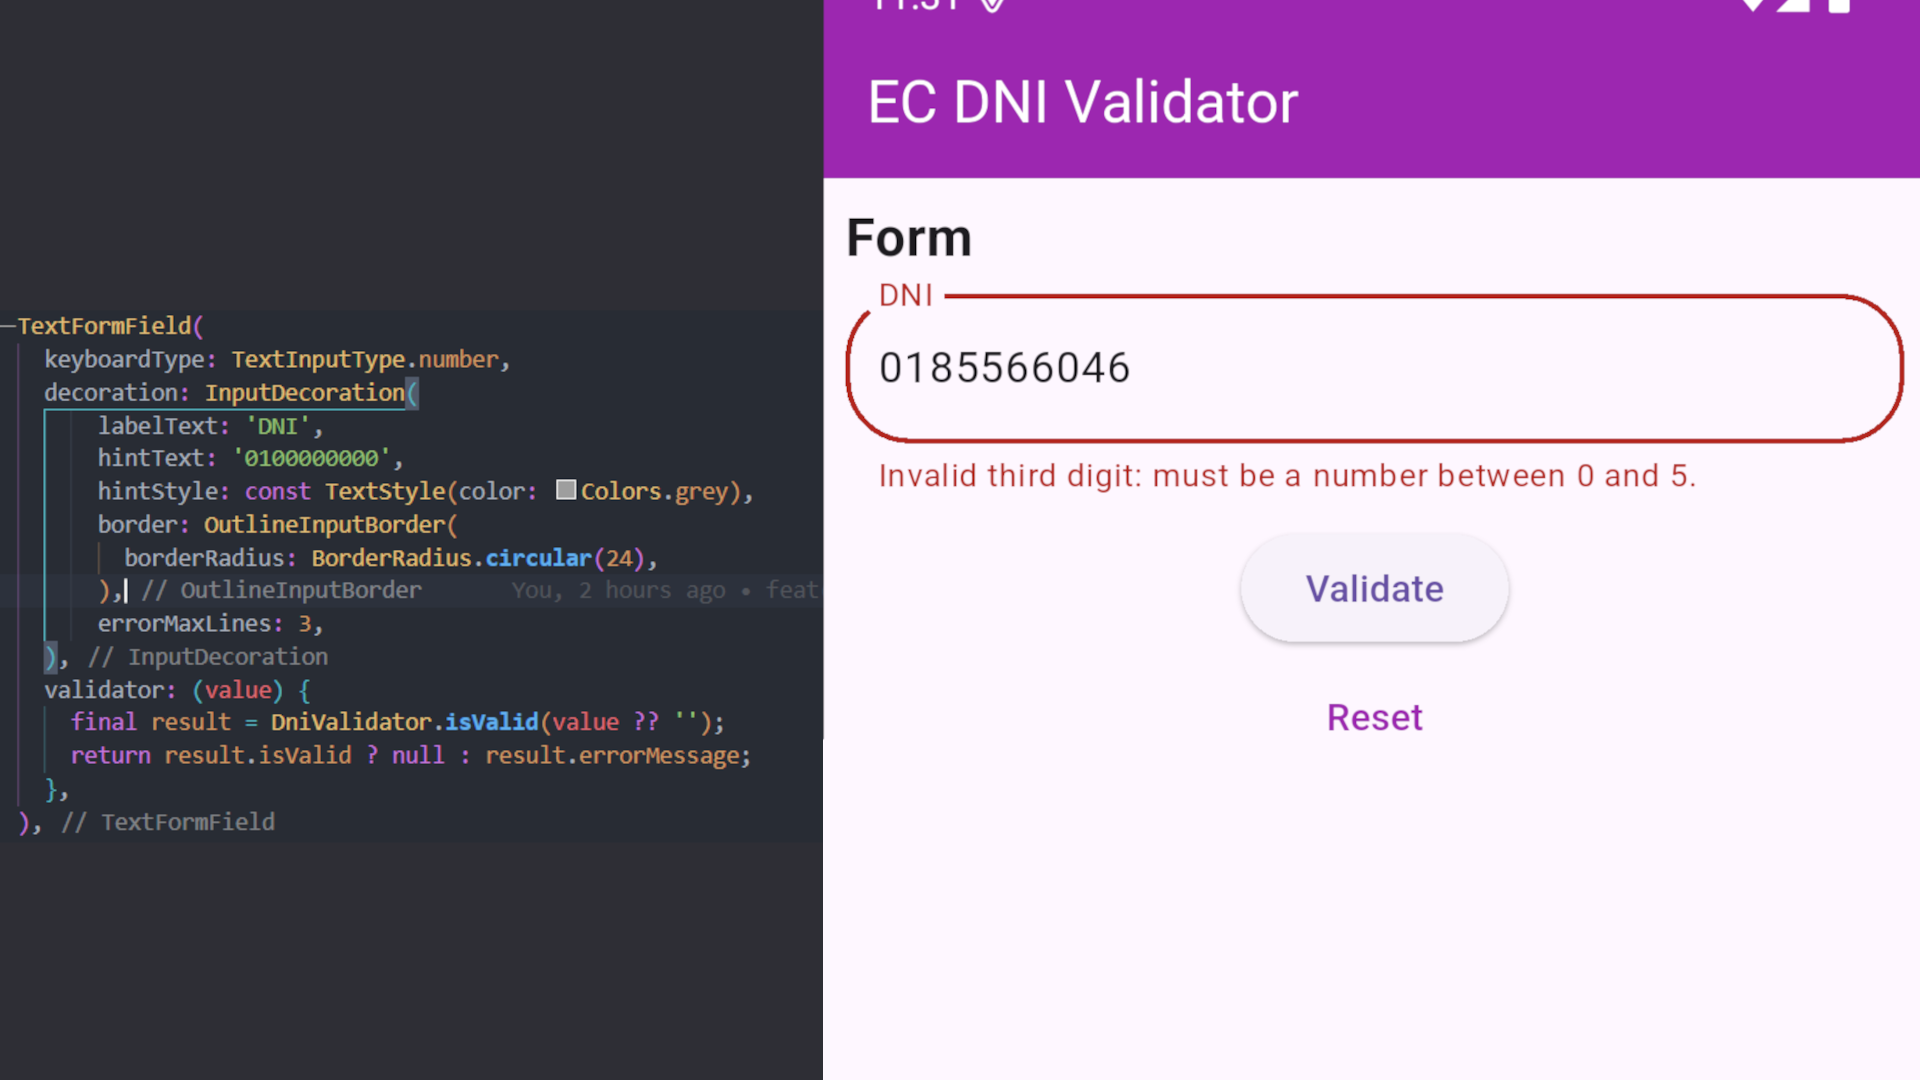 TextFormField(
keyboardType: TextInputType.number,
decoration: InputDecoration(
labelText: 'DNI',
hintText: '0100000000',
hintStyle: const TextStyle(color: Colors.grey),
border: OutlineInputBorder(
borderRadius: BorderRadius.circular(24),
), // OutlineInputBorder You, 2 hours ago • feat
errorMaxLines: 3,
), // InputDecoration
validator: (value) {
final result = DniValidator.isValid(value ?? '');
return result.isValid ? null : result.errorMessage;
},
), // TextFormField
EC DNI Validator
Form
DNI
0185566046
Invalid third digit: must be a number between 0 and 5.
Validate
Reset